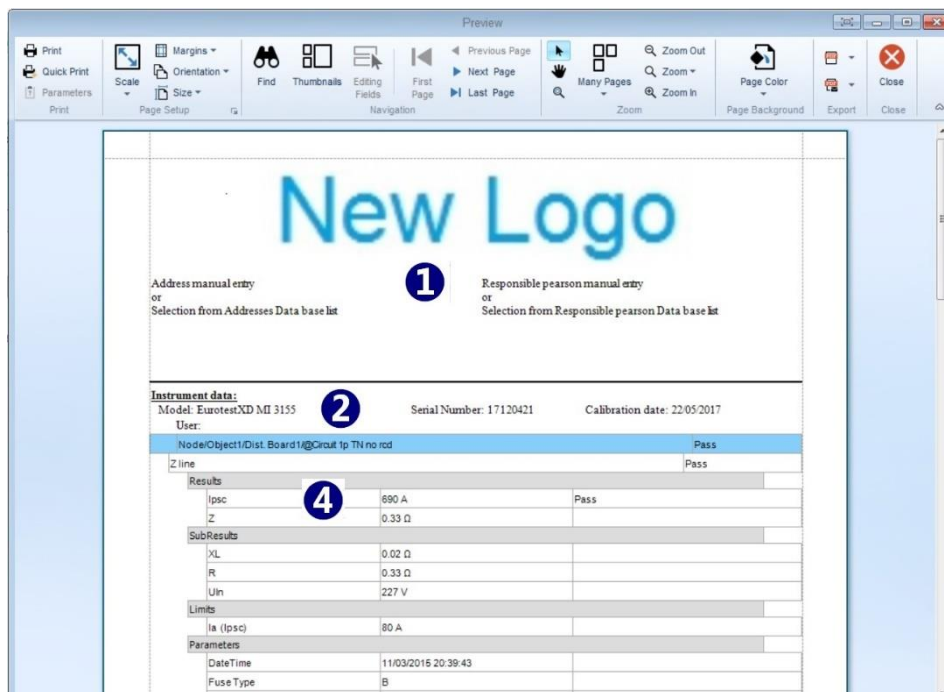 Preview
Print
Quick Print
Parameters
Print
Scale
Margins
Orientation
Size
Page Setup
Find
Thumbnails
Editing Fields
First Page
Previous Page
Next Page
Last Page
Navigation
Many Pages
Zoom Out
Zoom
Zoom In
Zoom
Page Color
Page Background
Export
Close
Close
New Logo
1
Address manual entry
or
Selection from Addresses Data base list
Responsible pearson manual entry
or
Selection from Responsible pearson Data base list
Instrument data:
Model: EurotestXD MI 3155 2 Serial Number: 17120421 Calibration date: 22/05/2017
User:
Node/Object1/Dist. Board1/@Circuit 1p TN no rcd Pass
Z line Pass
Results
4
Ipsc 690 A Pass
Z 0.33 Ω
SubResults
XL 0.02 Ω
R 0.33 Ω
Uln 227 V
Limits
Ia (Ipsc) 80 A
Parameters
DateTime 11/03/2015 20:39:43
Fuse Type B